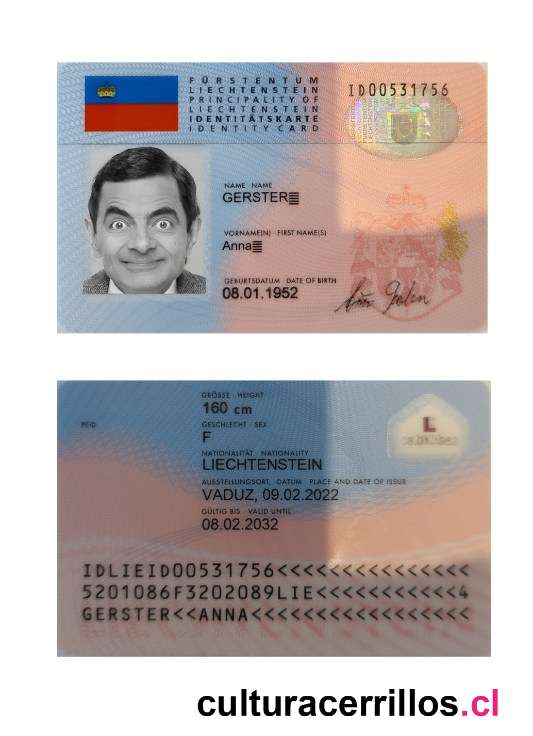 FÜRSTENTUM
LIECHTENSTEIN
PRINCIPALITY OF
LIECHTENSTEIN
IDENTITÄTSKARTE
IDENTITY CARD
ID00531756
NAME NAME
GERSTER
VORNAME(N) FIRST NAME(S)
Anna
GEBURTSDATUM DATE OF BIRTH
08.01.1952
GRÖSSE HEIGHT
160 cm
PEID
GESCHLECHT SEX
F
L
08.01.1952
NATIONALITÄT NATIONALITY
LIECHTENSTEIN
AUSSTELLUNGSORT, DATUM PLACE AND DATE OF ISSUE
VADUZ, 09.02.2022
GÜLTIG BIS VALID UNTIL
08.02.2032
IDLIEID00531756<<<<<<<<<<<<<<<
5201086F3202089LIE<<<<<<<<<<<4
GERSTER<<ANNA<<<<<<<<<<<<<<<<<
culturacerrillos.cl